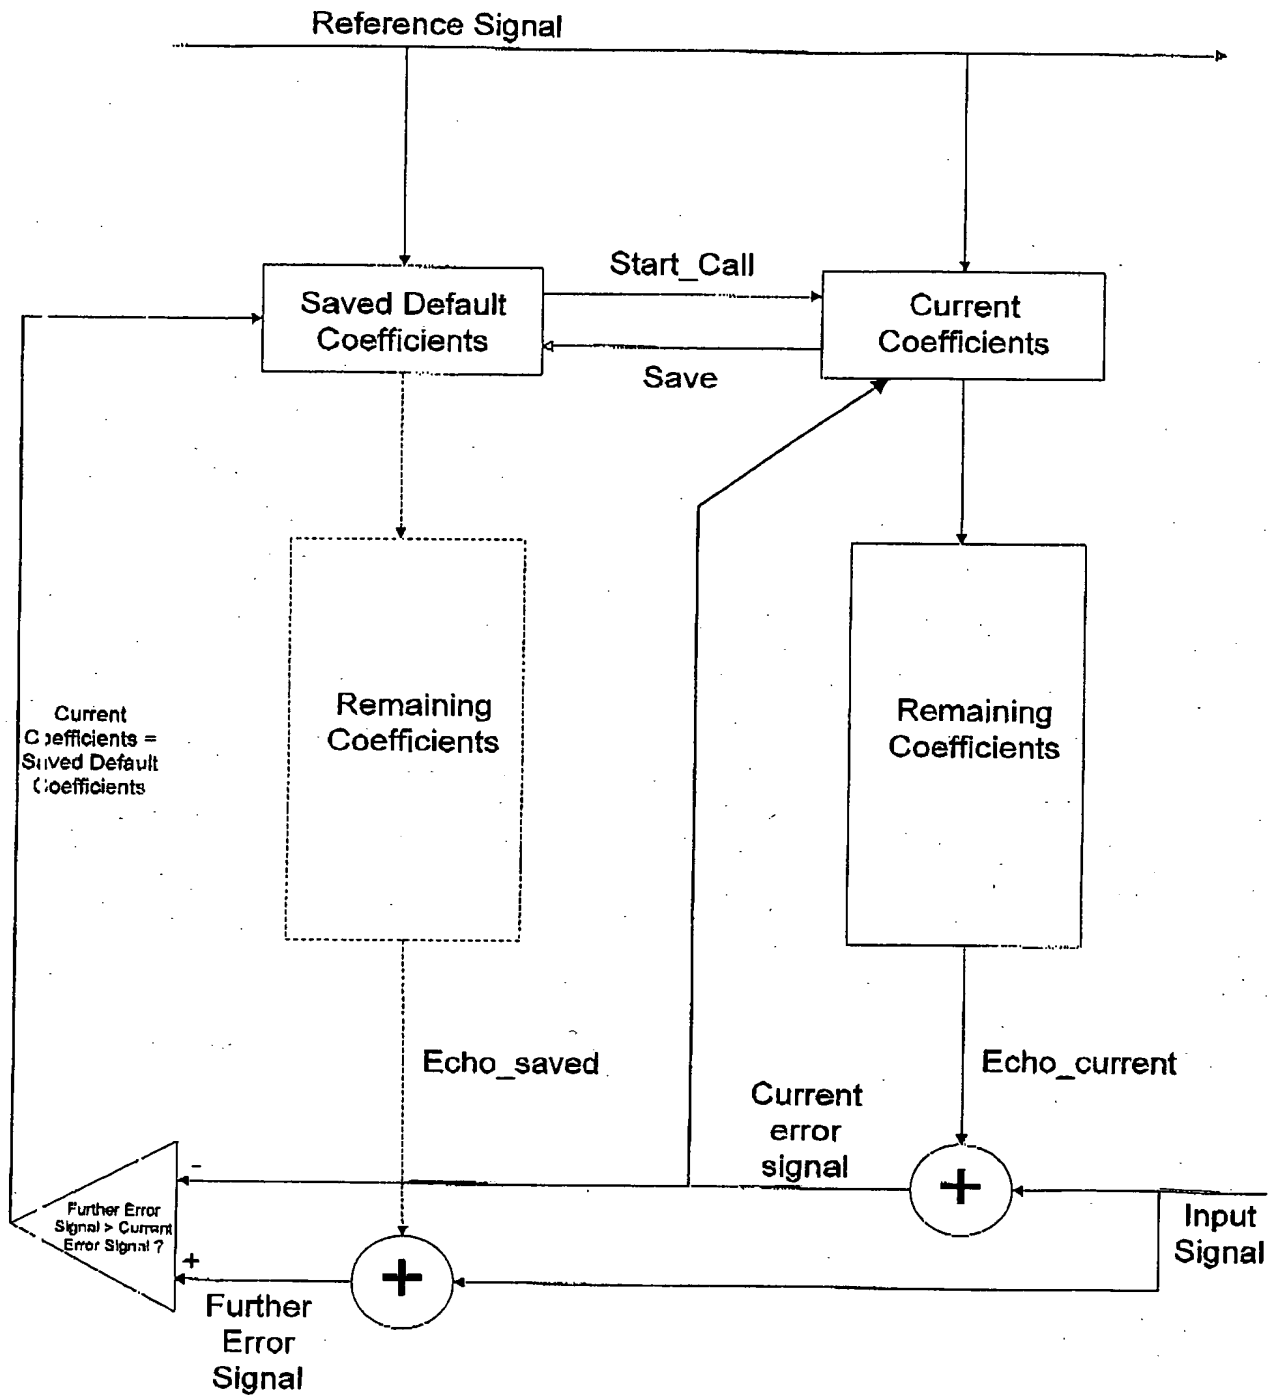 Reference Signal
Start_Call
Saved Default
Coefficients
Current
Coefficients
Save
Remaining
Coefficients
Remaining
Coefficients
Current
Coefficients =
Saved Default
Coefficients
Echo_saved
Echo_current
Current
error
signal
-
+
Further Error
Signal > Current
Error Signal ?
+
Input
Signal
+
Further
Error
Signal